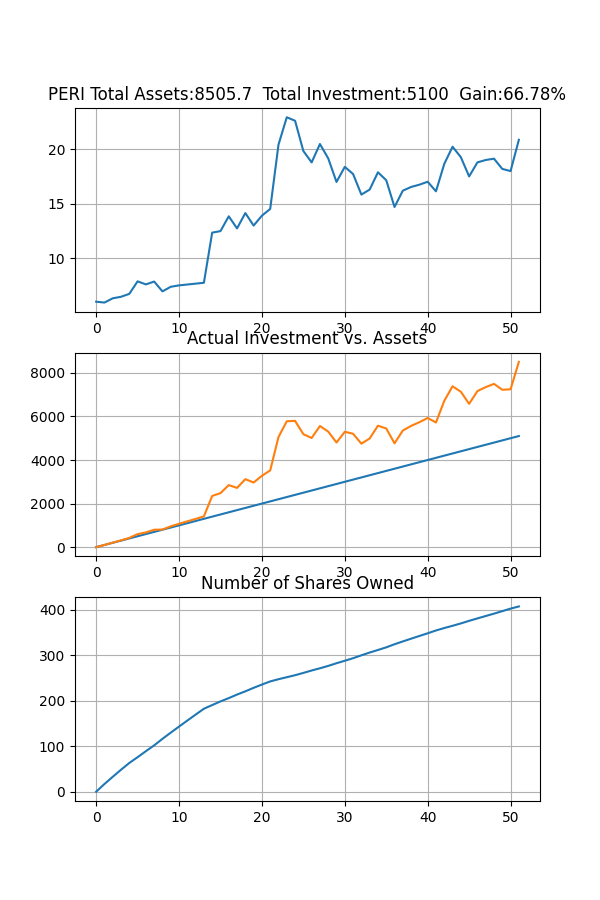 PERI Total Assets:8505.7  Total Investment:5100  Gain:66.78%
20
15
10
0 10 20 30 40 50
Actual Investment vs. Assets
8000
6000
4000
2000
0
0 10 20 30 40 50
Number of Shares Owned
400
300
200
100
0
0 10 20 30 40 50